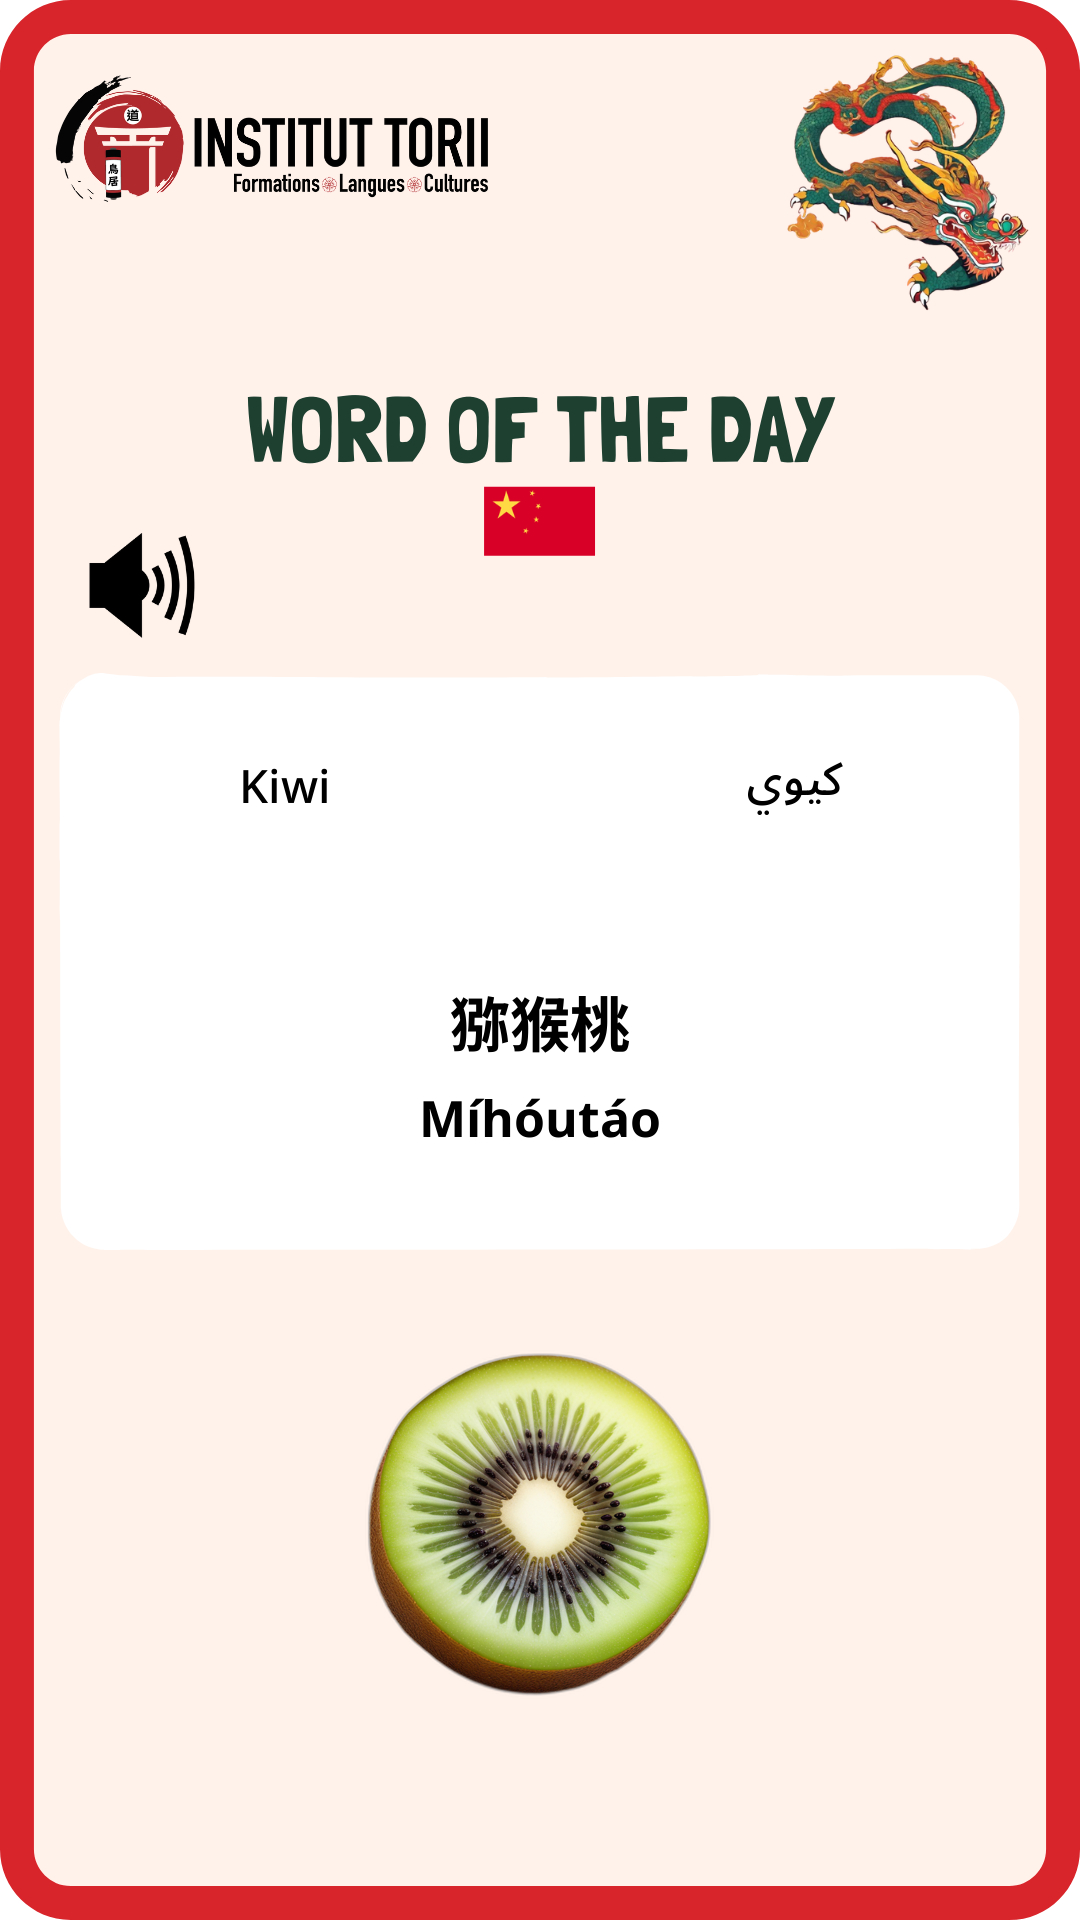 道
鳥居
INSTITUT TORII
Formations Langues Cultures
WORD OF THE DAY
Kiwi
كيوي
猕猴桃
Míhóutáo